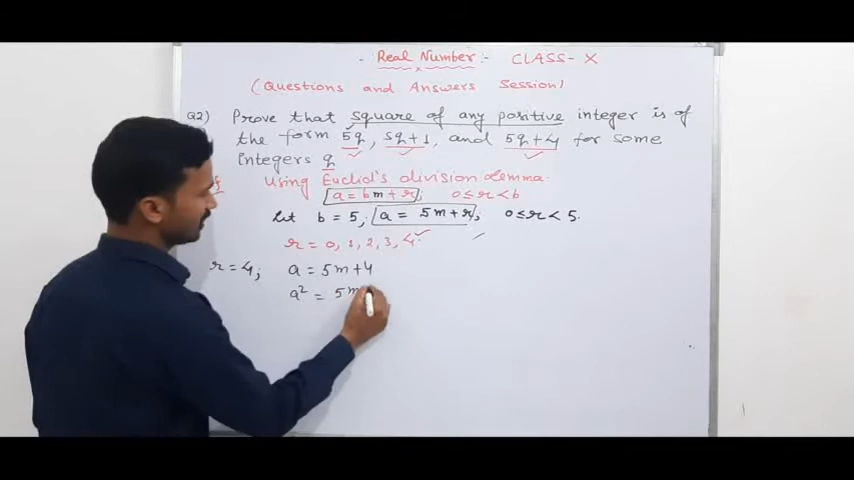 - Real Number :- CLASS - X
(Questions and Answers Session)
Q2) Prove that square of any positive integer is of
the form 5q, 5q+1, and 5q+4 for some
integers q
Using Euclid's division Lemma.
a = bm + r; 0 ≤ r < b
Let b = 5, a = 5m + r, 0 ≤ r < 5.
r = 0, 1, 2, 3, 4.
r = 4; a = 5m + 4
a² = 5m